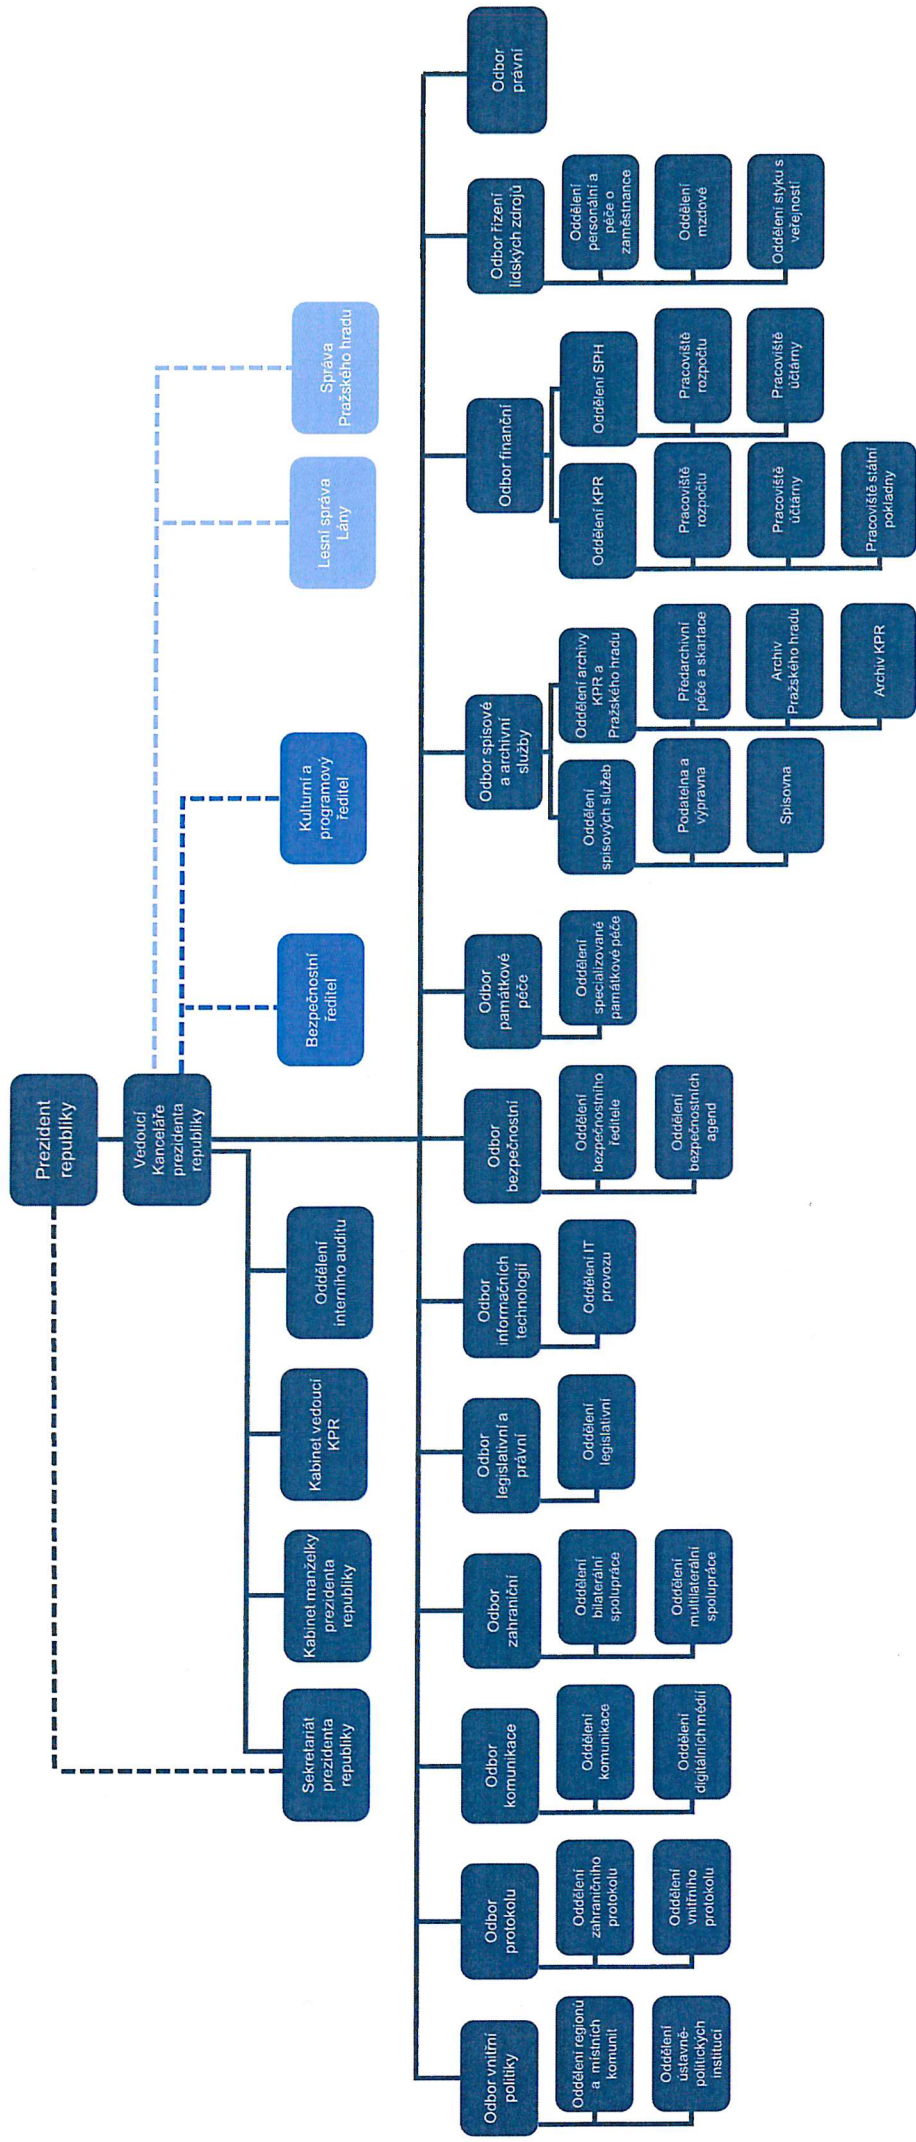 Prezident
republiky
Vedoucí
Kanceláře
prezidenta
republiky
Sekretariát
prezidenta
republiky
Kabinet manželky
prezidenta
republiky
Kabinet vedoucí
KPR
Oddělení
interního auditu
Bezpečnostní
ředitel
Kulturní a
programový
ředitel
Lesní správa
Lány
Správa
Pražského hradu
Odbor vnitřní
politiky
Oddělení regionů
a místních
komunit
Oddělení
ústavně-
politických
institucí
Odbor
protokolu
Oddělení
zahraničního
protokolu
Oddělení
vnitřního
protokolu
Odbor
komunikace
Oddělení
komunikace
Oddělení
digitálních médií
Odbor
zahraniční
Oddělení
bilaterální
spolupráce
Oddělení
multilaterální
spolupráce
Odbor
legislativní a
právní
Oddělení
legislativní
Odbor
informačních
technologií
Oddělení IT
provozu
Odbor
bezpečnostní
Oddělení
bezpečnostního
ředitele
Oddělení
bezpečnostních
agend
Odbor
památkové
péče
Oddělení
specializované
památkové péče
Odbor spisové
a archivní
služby
Oddělení
spisových služeb
Podatelna a
výpravna
Spisovna
Oddělení archivy
KPR a
Pražského hradu
Předarchivní
péče a skartace
Archiv
Pražského hradu
Archiv KPR
Odbor finanční
Oddělení KPR
Pracoviště
rozpočtu
Pracoviště
účtárny
Pracoviště státní
pokladny
Oddělení SPH
Pracoviště
rozpočtu
Pracoviště
účtárny
Odbor řízení
lidských zdrojů
Oddělení
personální a
péče o
zaměstnance
Oddělení
mzdové
Oddělení styku s
veřejností
Odbor
právní